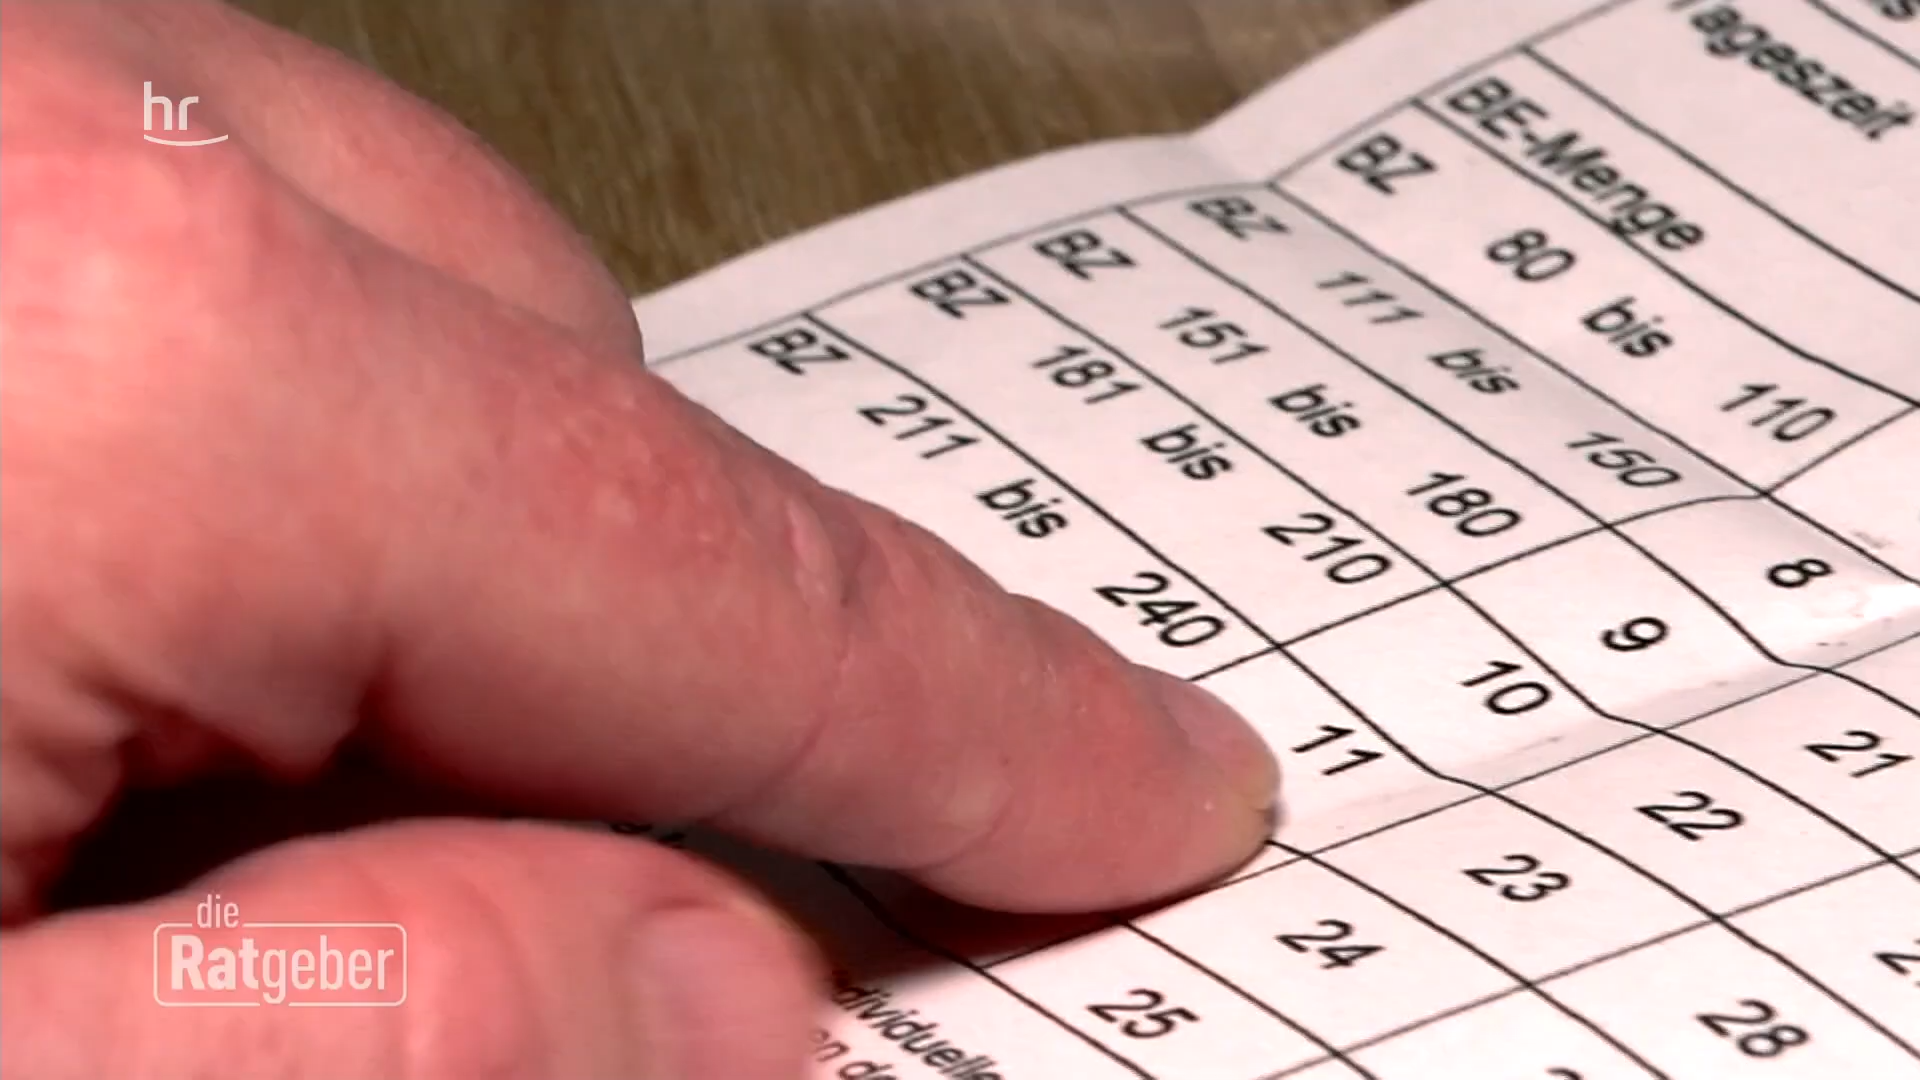 hr
Tageszeit
BE-Menge
BZ 80 bis 110
BZ 111 bis 150 8
BZ 151 bis 180 9 21
BZ 181 bis 210 10 22
BZ 211 bis 240 11 23 28
24
25
die
Ratgeber